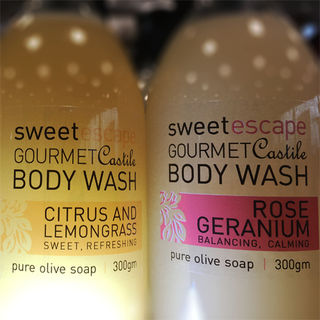 sweetescape
GOURMET Castile
BODY WASH
CITRUS AND
LEMONGRASS
SWEET, REFRESHING
pure olive soap | 300gm
sweetescape
GOURMET Castile
BODY WASH
ROSE
GERANIUM
BALANCING, CALMING
pure olive soap | 300gm